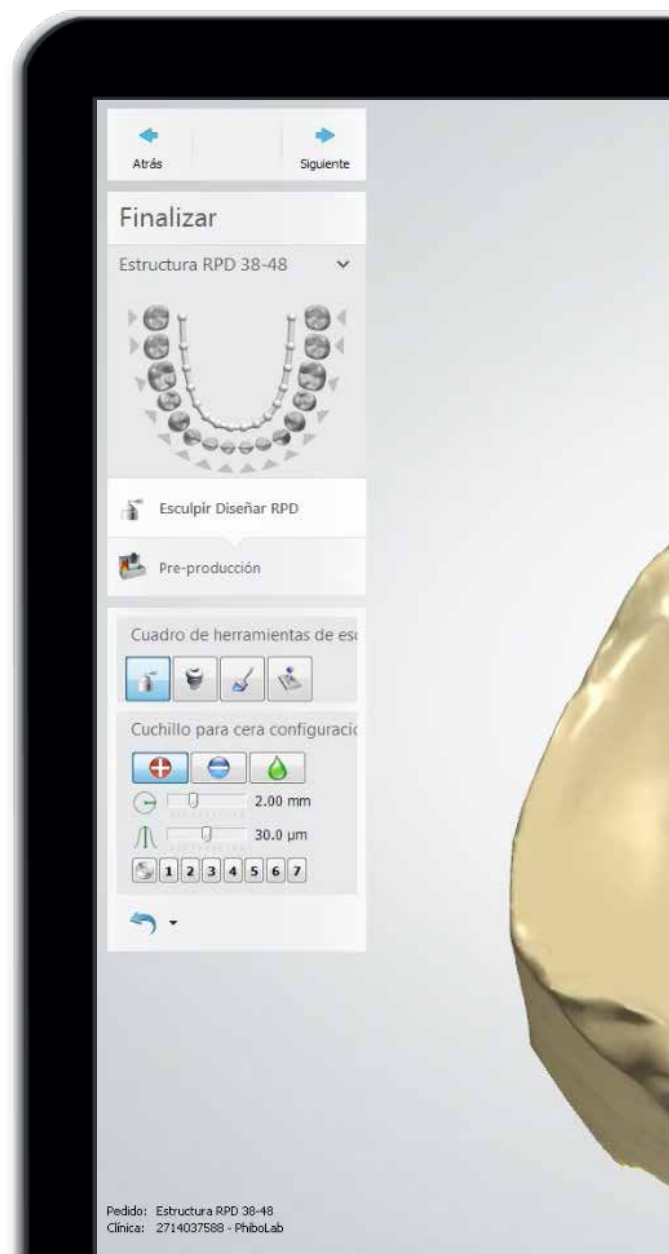 Atrás
Siguiente
Finalizar
Estructura RPD 38-48
Esculpir Diseñar RPD
Pre-producción
Cuadro de herramientas de esc
Cuchillo para cera configuració
2.00 mm
30.0 µm
1 2 3 4 5 6 7
Pedido: Estructura RPD 38-48
Clínica: 2714037588 - PhiboLab